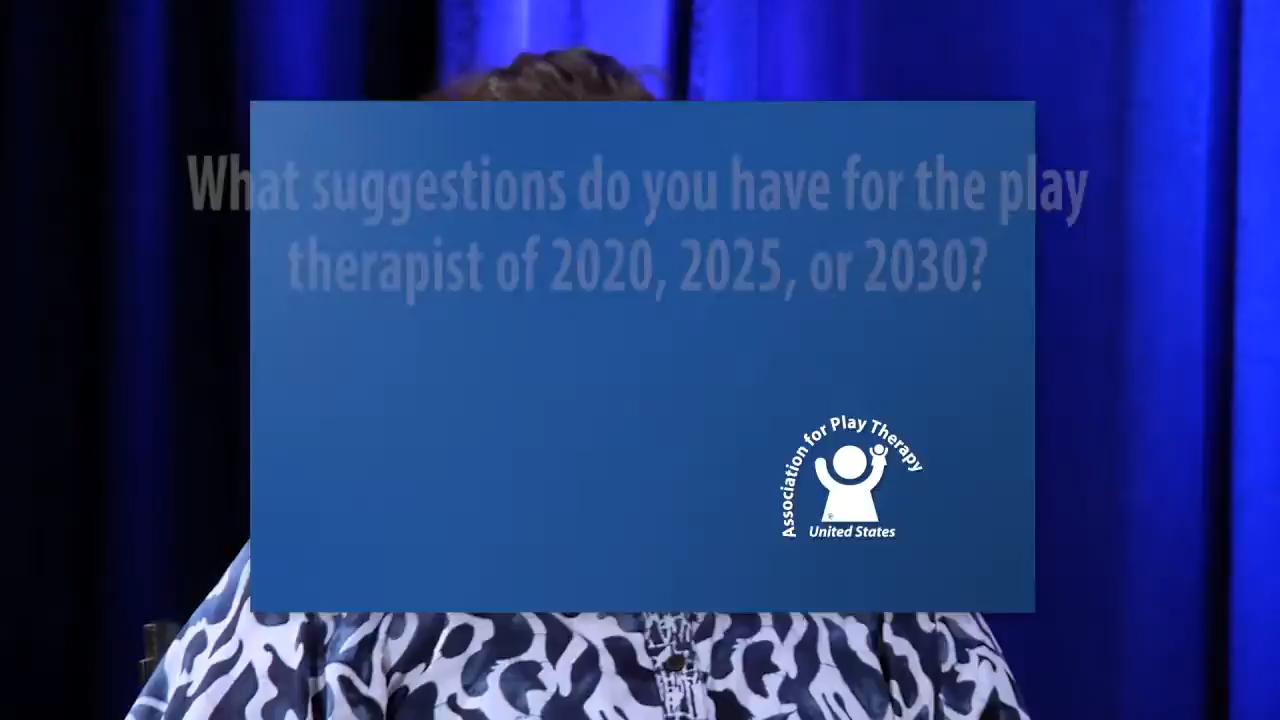 What suggestions do you have for the play
therapist of 2020, 2025, or 2030?
Association for Play Therapy
United States